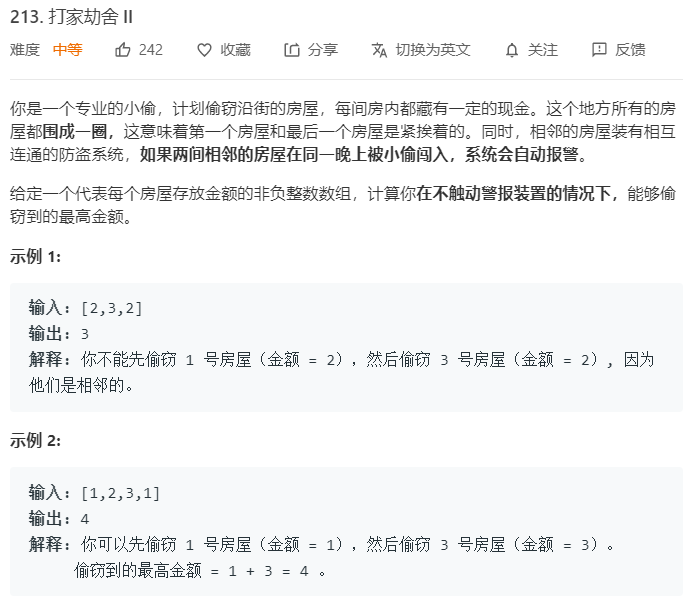 213. 打家劫舍 II
难度 中等 242 收藏 分享 切换为英文 关注 反馈
你是一个专业的小偷，计划偷窃沿街的房屋，每间房内都藏有一定的现金。这个地方所有的房
屋都围成一圈，这意味着第一个房屋和最后一个房屋是紧挨着的。同时，相邻的房屋装有相互
连通的防盗系统，如果两间相邻的房屋在同一晚上被小偷闯入，系统会自动报警。
给定一个代表每个房屋存放金额的非负整数数组，计算你在不触动警报装置的情况下，能够偷
窃到的最高金额。
示例 1:
输入: [2,3,2]
输出: 3
解释: 你不能先偷窃 1 号房屋（金额 = 2），然后偷窃 3 号房屋（金额 = 2）, 因为
他们是相邻的。
示例 2:
输入: [1,2,3,1]
输出: 4
解释: 你可以先偷窃 1 号房屋（金额 = 1），然后偷窃 3 号房屋（金额 = 3）。
偷窃到的最高金额 = 1 + 3 = 4 。